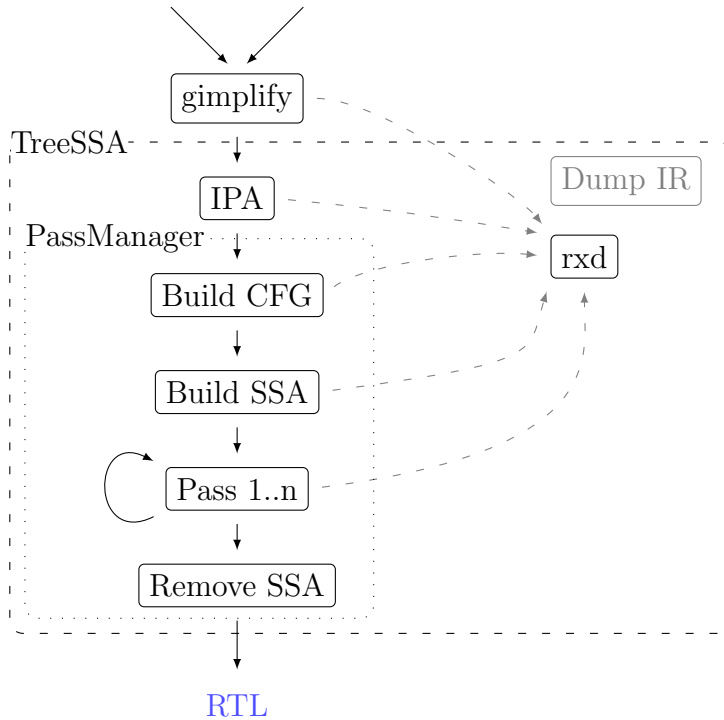 gimplify
TreeSSA
Dump IR
IPA
PassManager
rxd
Build CFG
Build SSA
Pass 1..n
Remove SSA
RTL